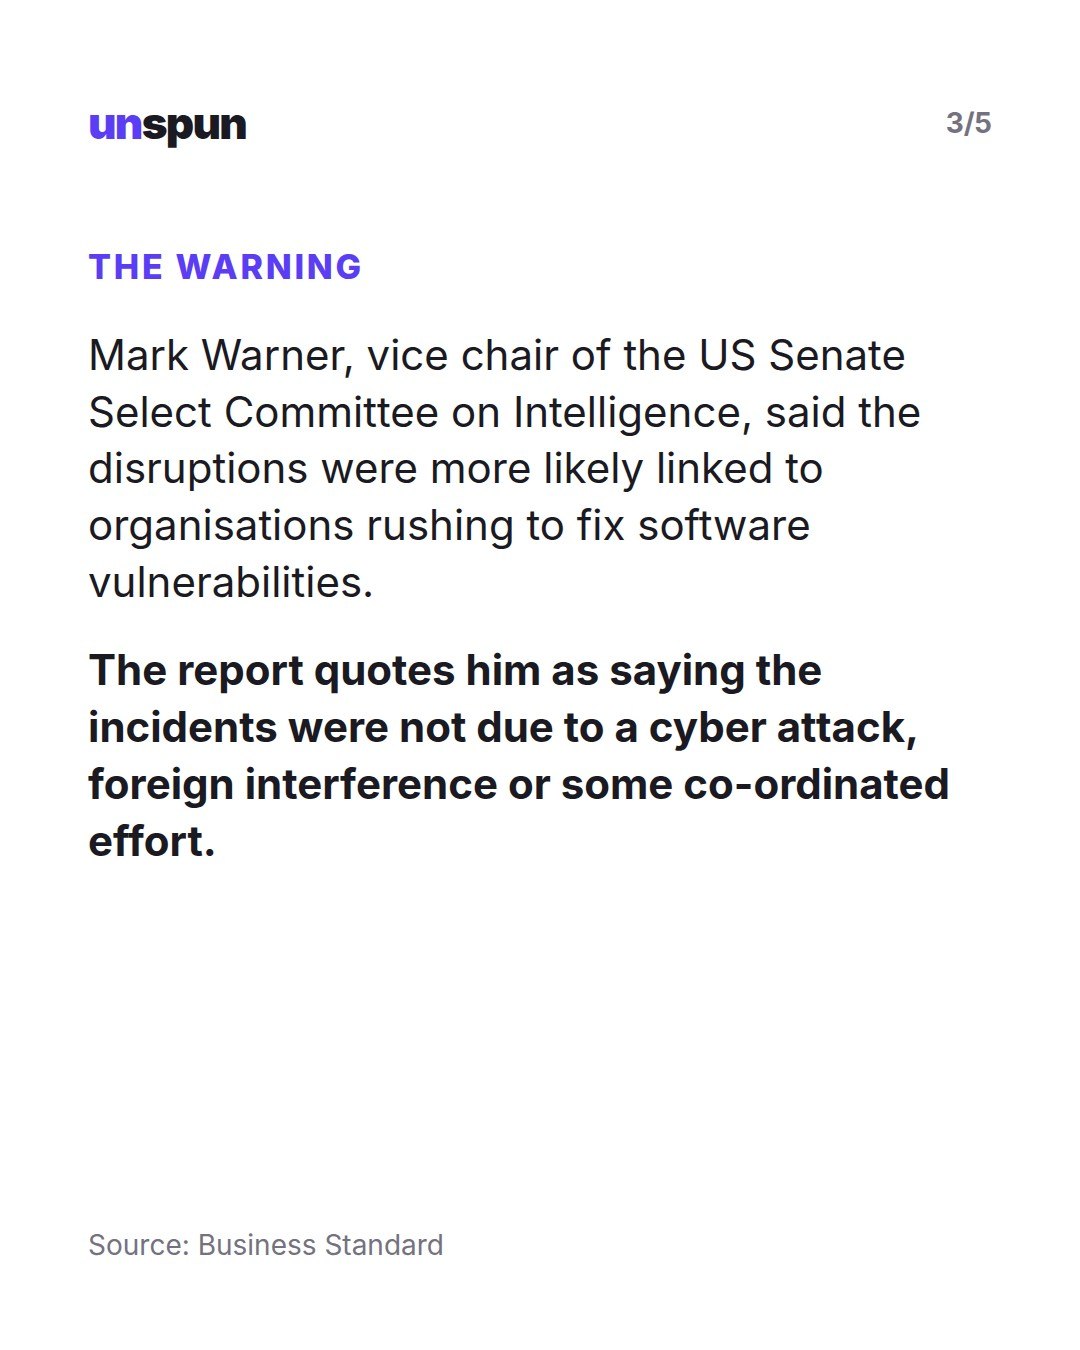 unspun
3/5
THE WARNING
Mark Warner, vice chair of the US Senate
Select Committee on Intelligence, said the
disruptions were more likely linked to
organisations rushing to fix software
vulnerabilities.
The report quotes him as saying the
incidents were not due to a cyber attack,
foreign interference or some co-ordinated
effort.
Source: Business Standard